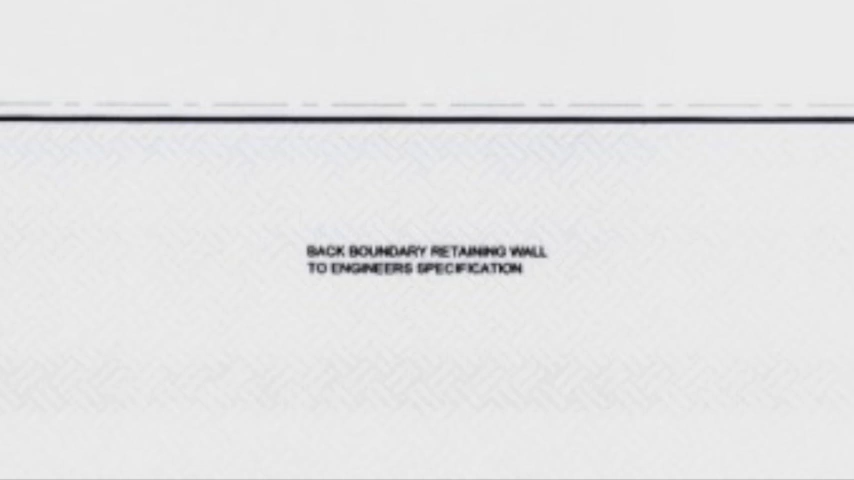 BACK BOUNDARY RETAINING WALL
TO ENGINEERS SPECIFICATION